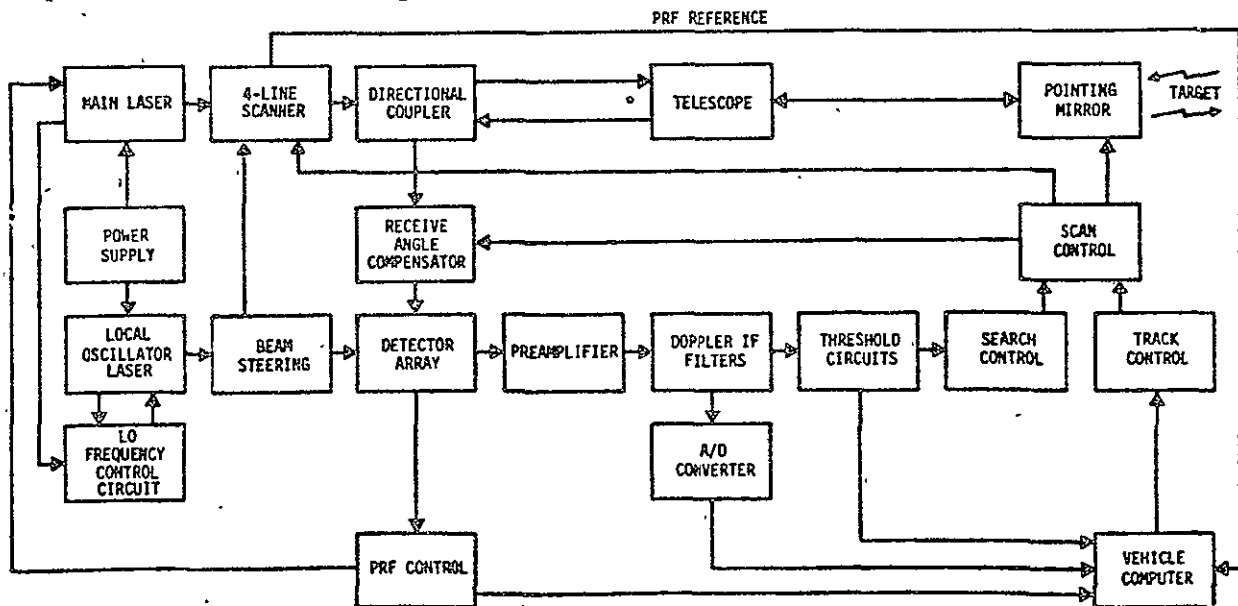 PRF REFERENCE
MAIN LASER
4-LINE
SCANNER
DIRECTIONAL
COUPLER
TELESCOPE
POINTING
MIRROR
TARGET
POWER
SUPPLY
RECEIVE
ANGLE
COMPENSATOR
SCAN
CONTROL
LOCAL
OSCILLATOR
LASER
BEAM
STEERING
DETECTOR
ARRAY
PREAMPLIFIER
DOPPLER IF
FILTERS
THRESHOLD
CIRCUITS
SEARCH
CONTROL
TRACK
CONTROL
LO
FREQUENCY
CONTROL
CIRCUIT
A/D
CONVERTER
PRF CONTROL
VEHICLE
COMPUTER